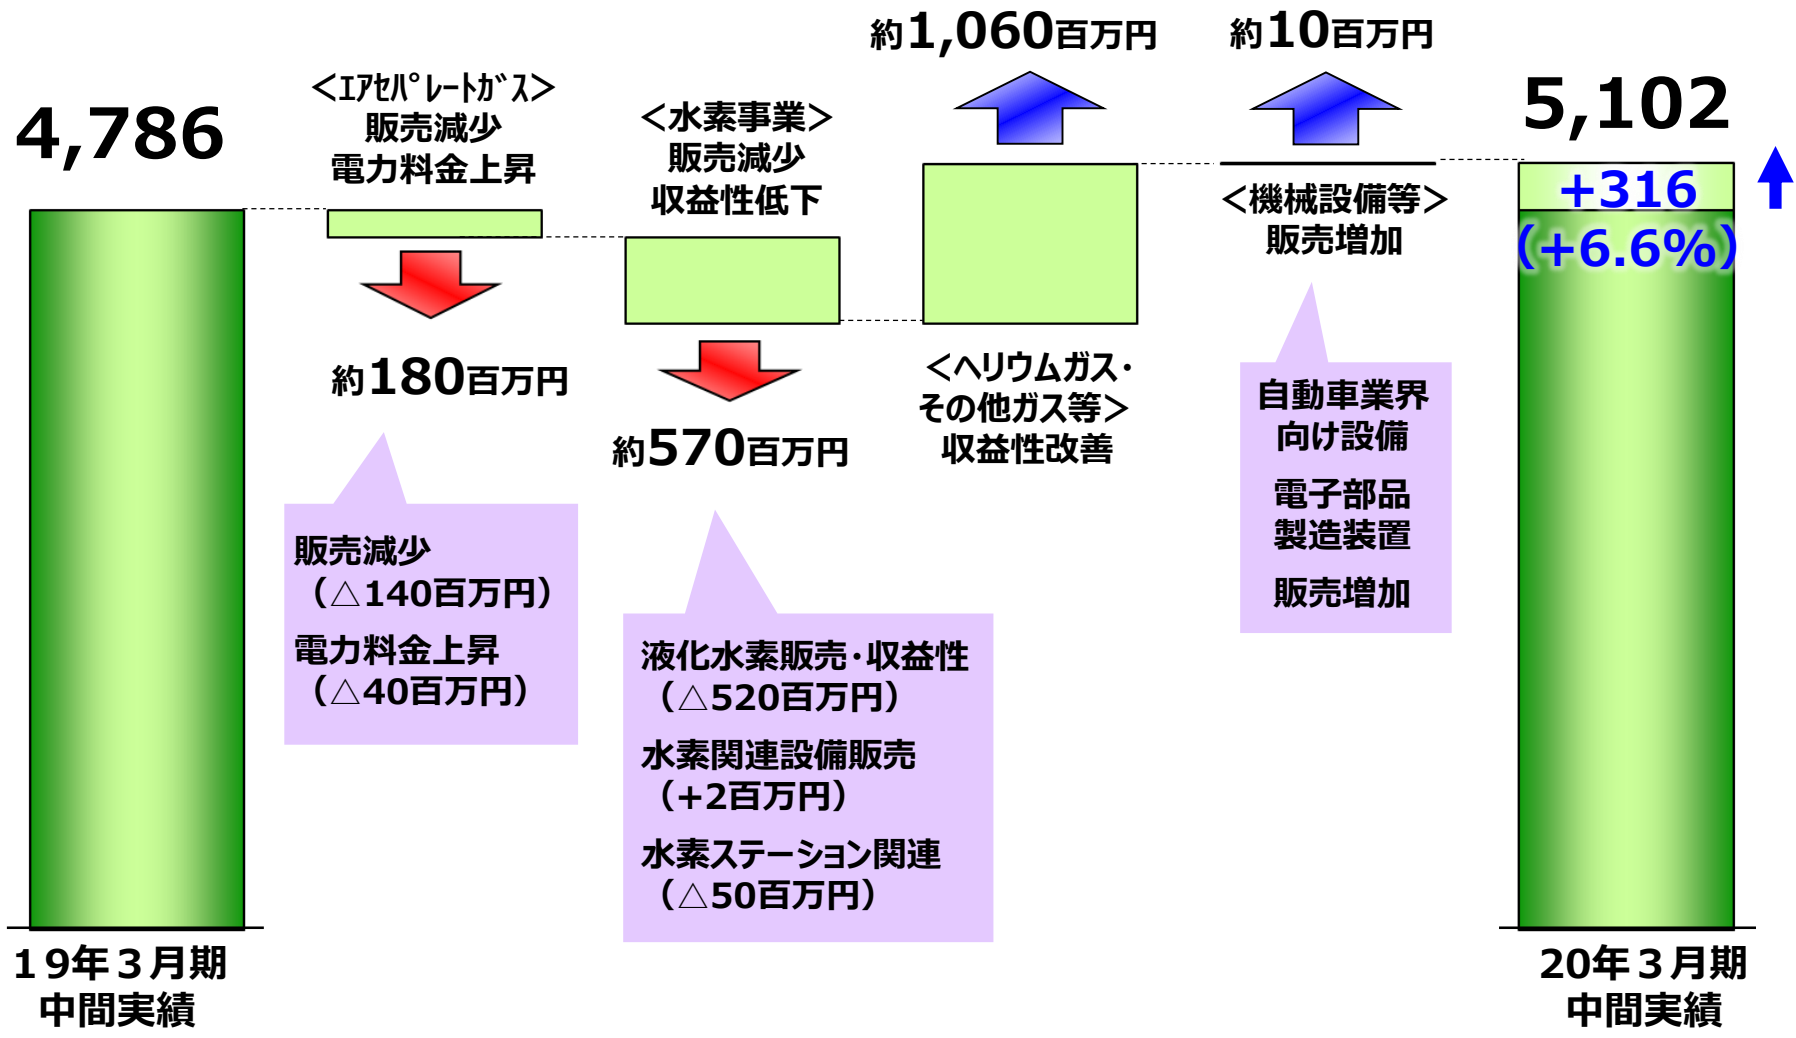 4,786
<ｴｱｾﾊﾟﾚｰﾄｶﾞｽ>
販売減少
電力料金上昇
約180百万円
販売減少
（△140百万円）
電力料金上昇
（△40百万円）
<水素事業>
販売減少
収益性低下
約570百万円
液化水素販売･収益性
（△520百万円）
水素関連設備販売
（+2百万円）
水素ステーション関連
（△50百万円）
約1,060百万円
<ヘリウムガス･
その他ガス等>
収益性改善
約10百万円
<機械設備等>
販売増加
自動車業界
向け設備
電子部品
製造装置
販売増加
5,102
+316
（+6.6%）
１9年３月期
中間実績
20年３月期
中間実績